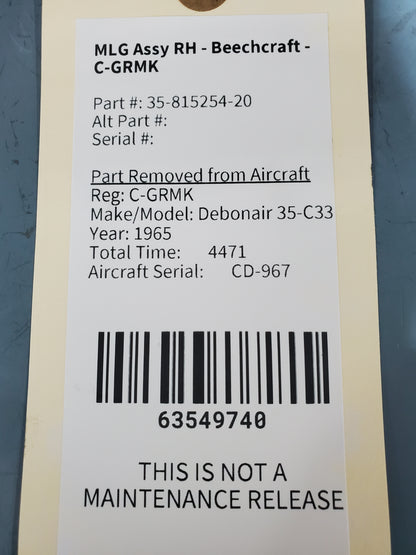 MLG Assy RH - Beechcraft -
C-GRMK
Part #: 35-815254-20
Alt Part #:
Serial #:
Part Removed from Aircraft
Reg: C-GRMK
Make/Model: Debonair 35-C33
Year: 1965
Total Time: 4471
Aircraft Serial: CD-967
63549740
THIS IS NOT A
MAINTENANCE RELEASE